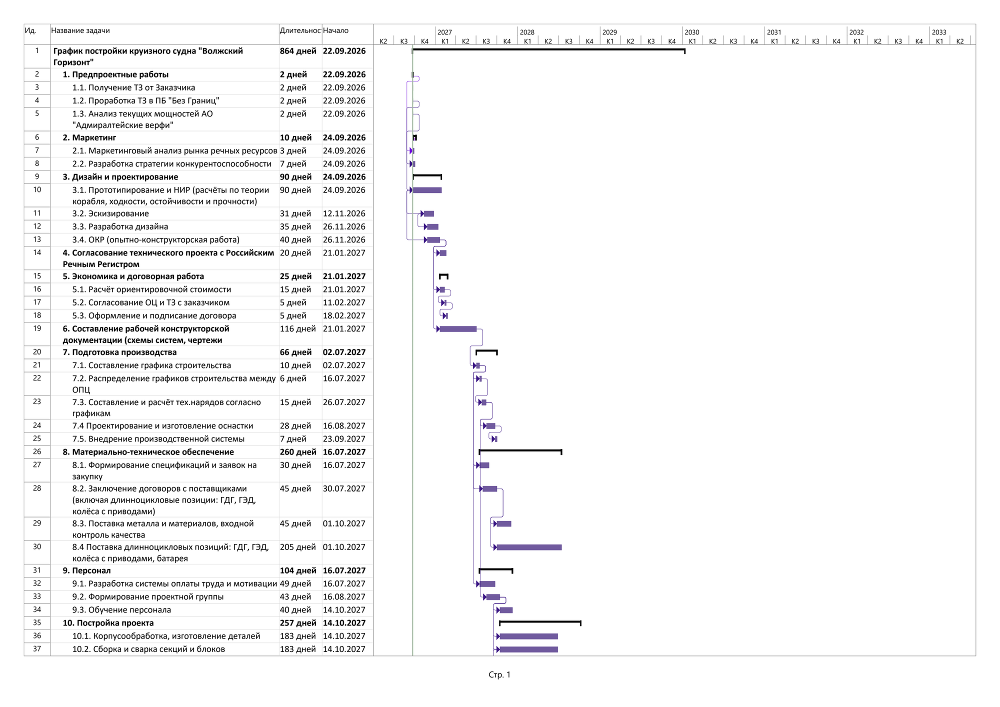 Ид. Название задачи Длительнос Начало
2027 2028 2029 2030 2031 2032 2033
К2 К3 К4 К1 К2 К3 К4 К1 К2 К3 К4 К1 К2 К3 К4 К1 К2 К3 К4 К1 К2 К3 К4 К1 К2 К3 К4 К1 К2
1 График постройки круизного судна "Волжский 864 дней 22.09.2026
Горизонт"
2 1. Предпроектные работы 2 дней 22.09.2026
3 1.1. Получение ТЗ от Заказчика 2 дней 22.09.2026
4 1.2. Проработка ТЗ в ПБ "Без Границ" 2 дней 22.09.2026
5 1.3. Анализ текущих мощностей АО 2 дней 22.09.2026
"Адмиралтейские верфи"
6 2. Маркетинг 10 дней 24.09.2026
7 2.1. Маркетинговый анализ рынка речных ресурсов 3 дней 24.09.2026
8 2.2. Разработка стратегии конкурентоспособности 7 дней 24.09.2026
9 3. Дизайн и проектирование 90 дней 24.09.2026
10 3.1. Прототипирование и НИР (расчёты по теории 90 дней 24.09.2026
корабля, ходкости, остойчивости и прочности)
11 3.2. Эскизирование 31 дней 12.11.2026
12 3.3. Разработка дизайна 35 дней 26.11.2026
13 3.4. ОКР (опытно-конструкторская работа) 40 дней 26.11.2026
14 4. Согласование технического проекта с Российским 20 дней 21.01.2027
Речным Регистром
15 5. Экономика и договорная работа 25 дней 21.01.2027
16 5.1. Расчёт ориентировочной стоимости 15 дней 21.01.2027
17 5.2. Согласование ОЦ и ТЗ с заказчиком 5 дней 11.02.2027
18 5.3. Оформление и подписание договора 5 дней 18.02.2027
19 6. Составление рабочей конструкторской 116 дней 21.01.2027
документации (схемы систем, чертежи
20 7. Подготовка производства 66 дней 02.07.2027
21 7.1. Составление графика строительства 10 дней 02.07.2027
22 7.2. Распределение графиков строительства между 6 дней 16.07.2027
ОПЦ
23 7.3. Составление и расчёт тех.нарядов согласно 15 дней 26.07.2027
графикам
24 7.4 Проектирование и изготовление оснастки 28 дней 16.08.2027
25 7.5. Внедрение производственной системы 7 дней 23.09.2027
26 8. Материально-техническое обеспечение 260 дней 16.07.2027
27 8.1. Формирование спецификаций и заявок на 30 дней 16.07.2027
закупку
28 8.2. Заключение договоров с поставщиками 45 дней 30.07.2027
(включая длинноцикловые позиции: ГДГ, ГЭД,
колёса с приводами)
29 8.3. Поставка металла и материалов, входной 45 дней 01.10.2027
контроль качества
30 8.4 Поставка длинноцикловых позиций: ГДГ, ГЭД, 205 дней 01.10.2027
колёса с приводами, батарея
31 9. Персонал 104 дней 16.07.2027
32 9.1. Разработка системы оплаты труда и мотивации 49 дней 16.07.2027
33 9.2. Формирование проектной группы 43 дней 16.08.2027
34 9.3. Обучение персонала 40 дней 14.10.2027
35 10. Постройка проекта 257 дней 14.10.2027
36 10.1. Корпусообработка, изготовление деталей 183 дней 14.10.2027
37 10.2. Сборка и сварка секций и блоков 183 дней 14.10.2027
Стр. 1